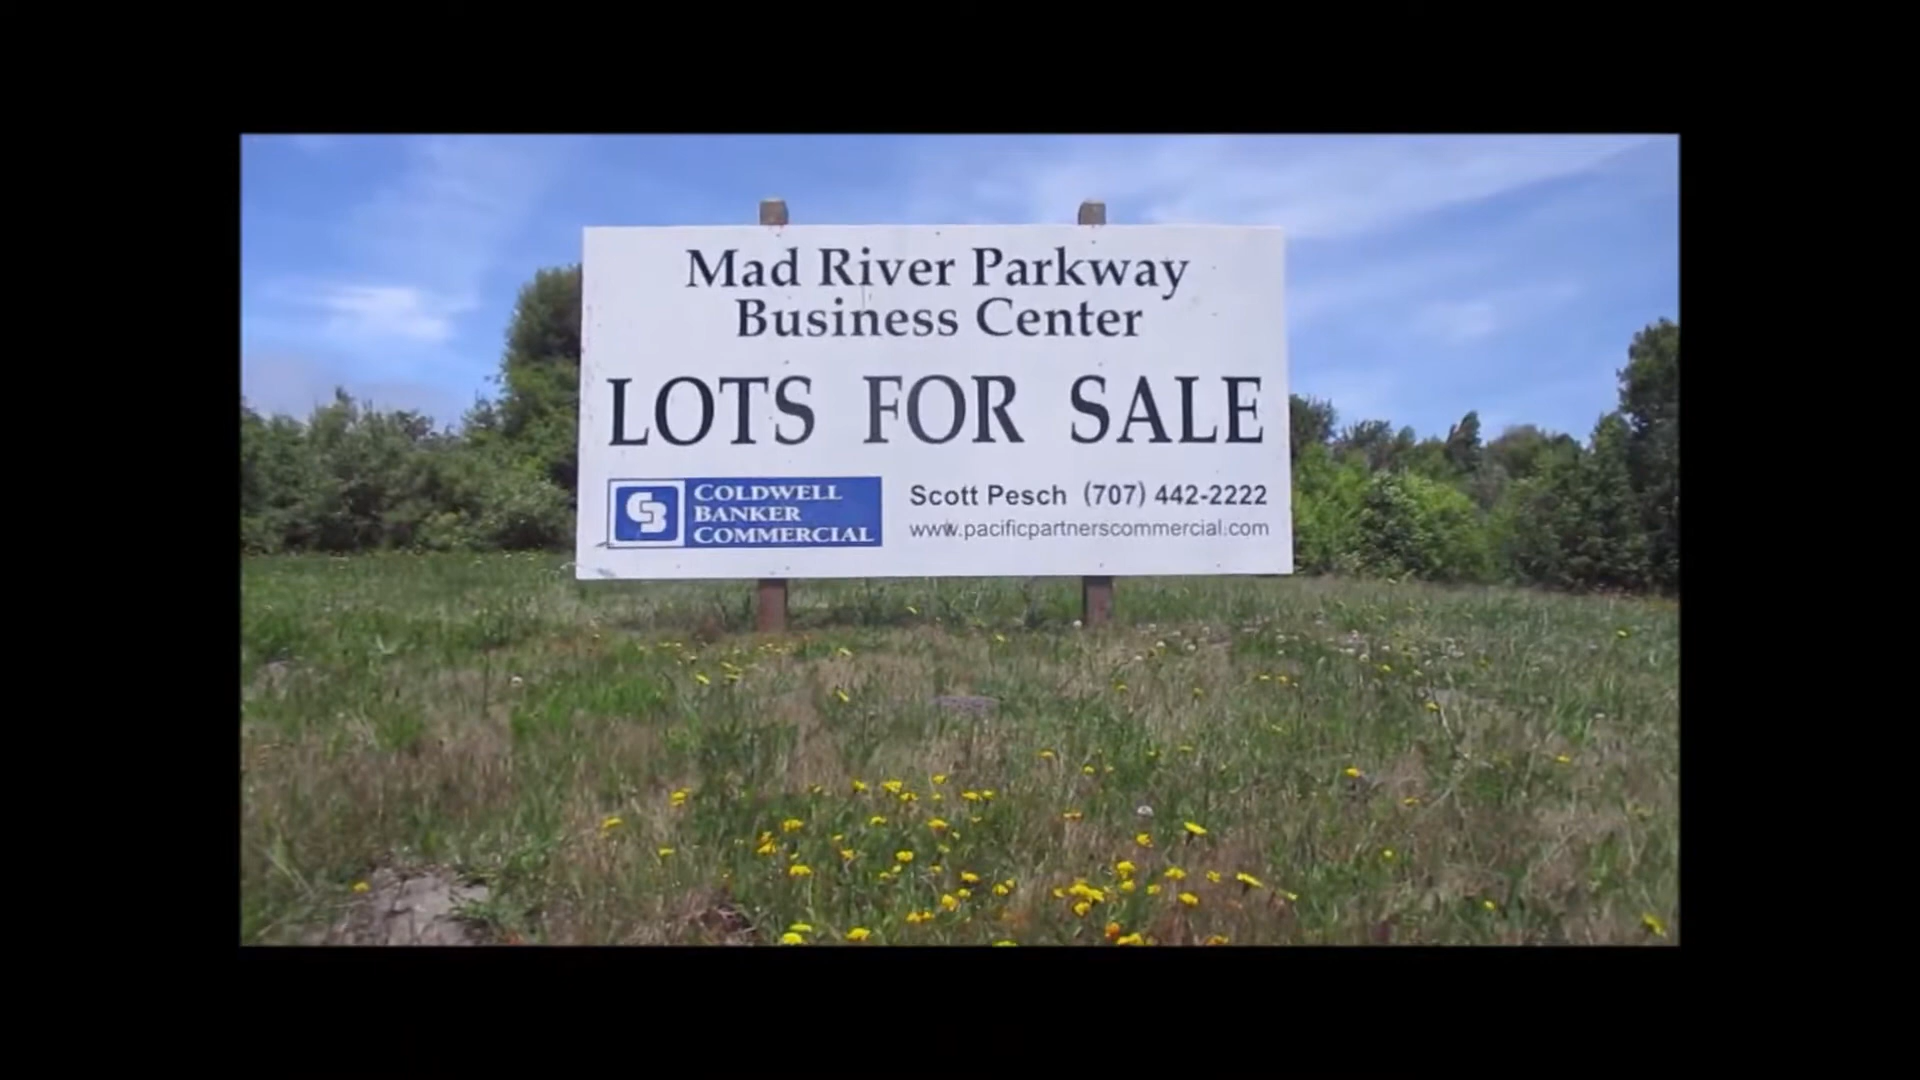 Mad River Parkway
Business Center
LOTS FOR SALE
COLDWELL
BANKER
COMMERCIAL
Scott Pesch (707) 442-2222
www.pacificpartnerscommercial.com